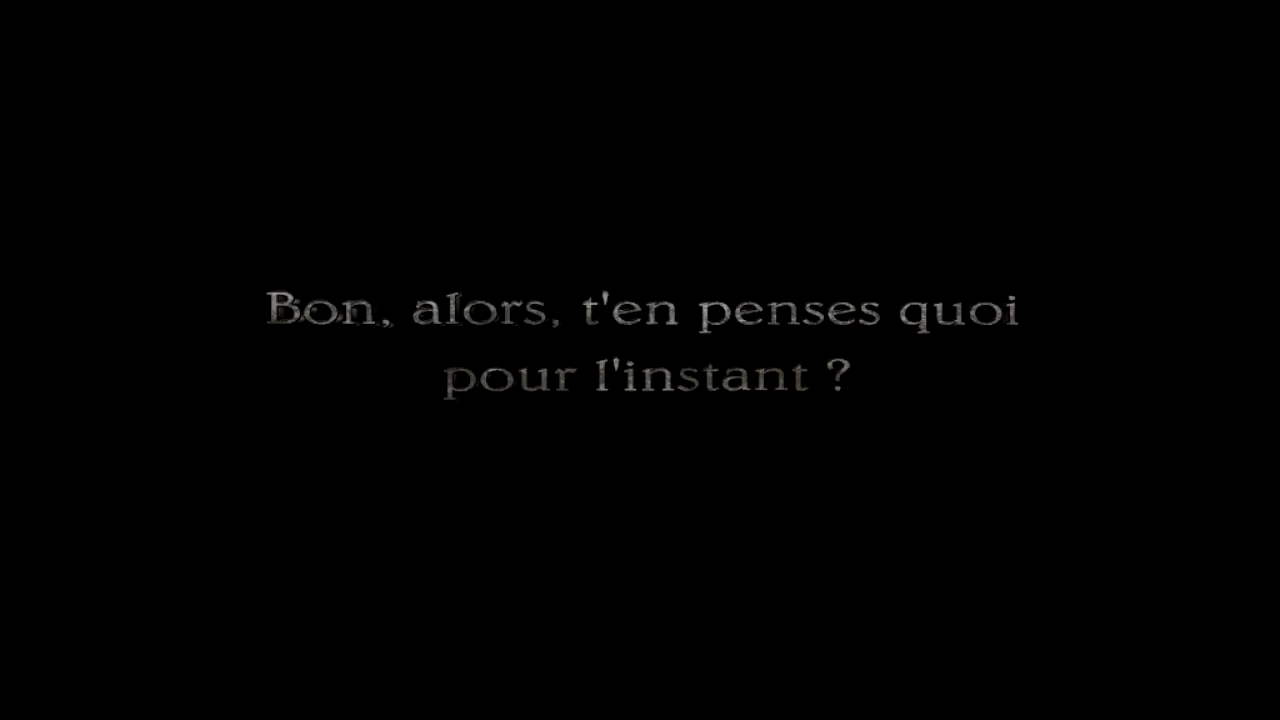 Bon, alors, t'en penses quoi
pour l'instant ?